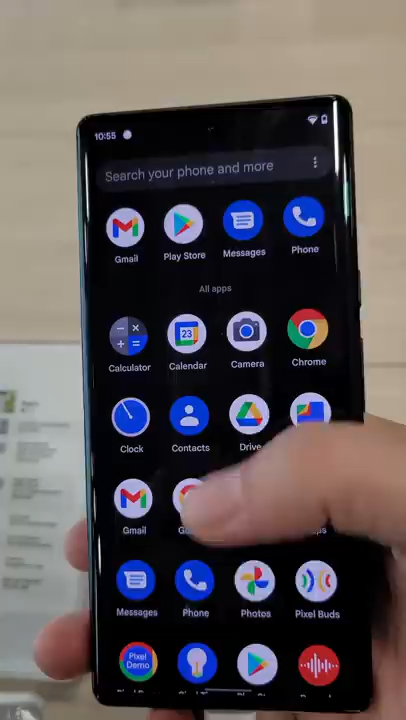 10:55
Search your phone and more
Gmail
Play Store
Messages
Phone
All apps
Calculator
23
Calendar
Camera
Chrome
Clock
Contacts
Drive
Gmail
Messages
Phone
Photos
Pixel Buds
Pixel
Demo